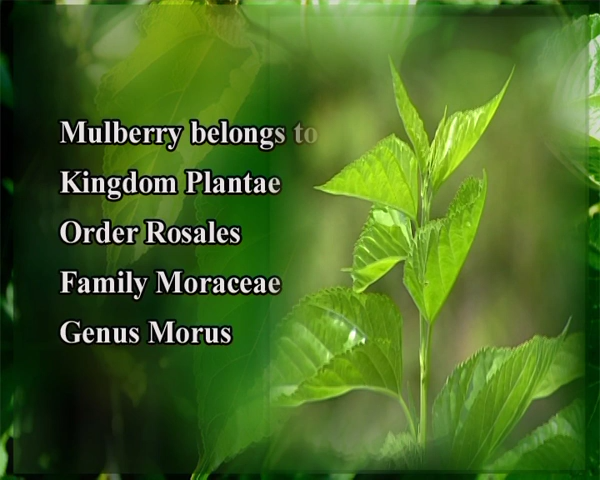 Mulberry belongs to
Kingdom Plantae
Order Rosales
Family Moraceae
Genus Morus